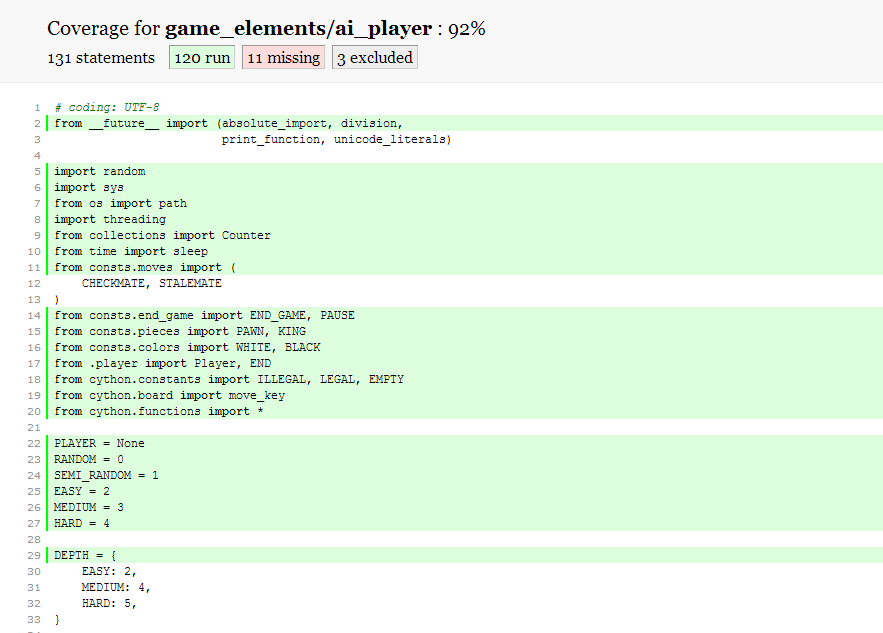 Coverage for game_elements/ai_player : 92%
131 statements 120 run 11 missing 3 excluded
1 # coding: UTF-8
2 from __future__ import (absolute_import, division,
3                         print_function, unicode_literals)
4
5 import random
6 import sys
7 from os import path
8 import threading
9 from collections import Counter
10 from time import sleep
11 from consts.moves import (
12     CHECKMATE, STALEMATE
13 )
14 from consts.end_game import END_GAME, PAUSE
15 from consts.pieces import PAWN, KING
16 from consts.colors import WHITE, BLACK
17 from .player import Player, END
18 from cython.constants import ILLEGAL, LEGAL, EMPTY
19 from cython.board import move_key
20 from cython.functions import *
21
22 PLAYER = None
23 RANDOM = 0
24 SEMI_RANDOM = 1
25 EASY = 2
26 MEDIUM = 3
27 HARD = 4
28
29 DEPTH = {
30     EASY: 2,
31     MEDIUM: 4,
32     HARD: 5,
33 }